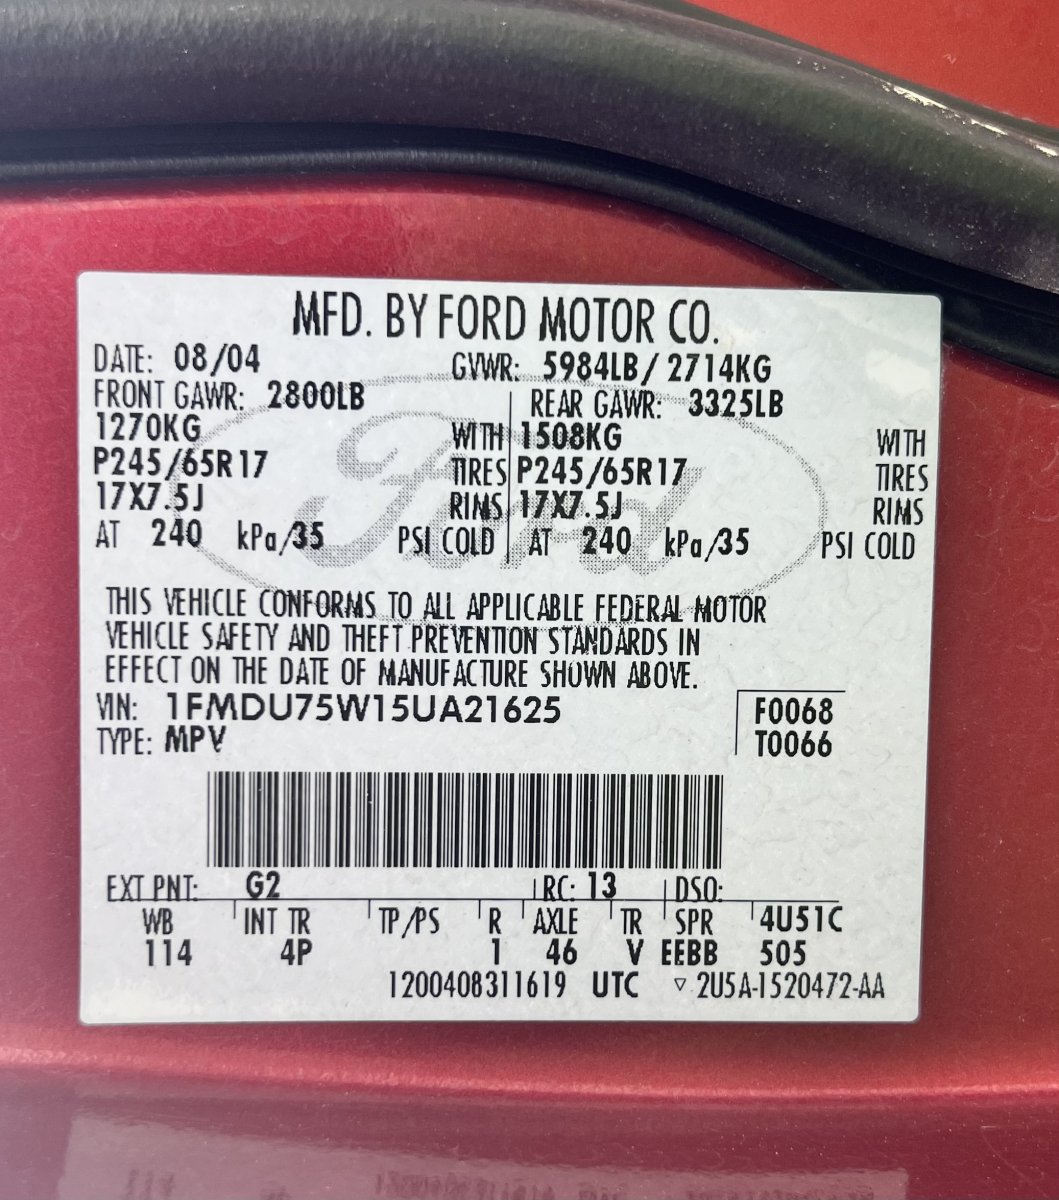 MFD. BY FORD MOTOR CO.
DATE: 08/04 GVWR: 5984LB/2714KG
FRONT GAWR: 2800LB REAR GAWR: 3325LB
1270KG WITH 1508KG WITH
P245/65R17 TIRES P245/65R17 TIRES
17X7.5J RIMS 17X7.5J RIMS
AT 240 kPa/35 PSI COLD AT 240 kPa/35 PSI COLD
Ford
THIS VEHICLE CONFORMS TO ALL APPLICABLE FEDERAL MOTOR
VEHICLE SAFETY AND THEFT PREVENTION STANDARDS IN
EFFECT ON THE DATE OF MANUFACTURE SHOWN ABOVE.
VIN: 1FMDU75W15UA21625 F0068
TYPE: MPV T0066
EXT PNT: G2 RC: 13 DSO:
WB INT TR TP/PS R AXLE TR SPR 4U51C
114 4P 1 46 V EEBB 505
1200408311619 UTC ▽ 2U5A-1520472-AA